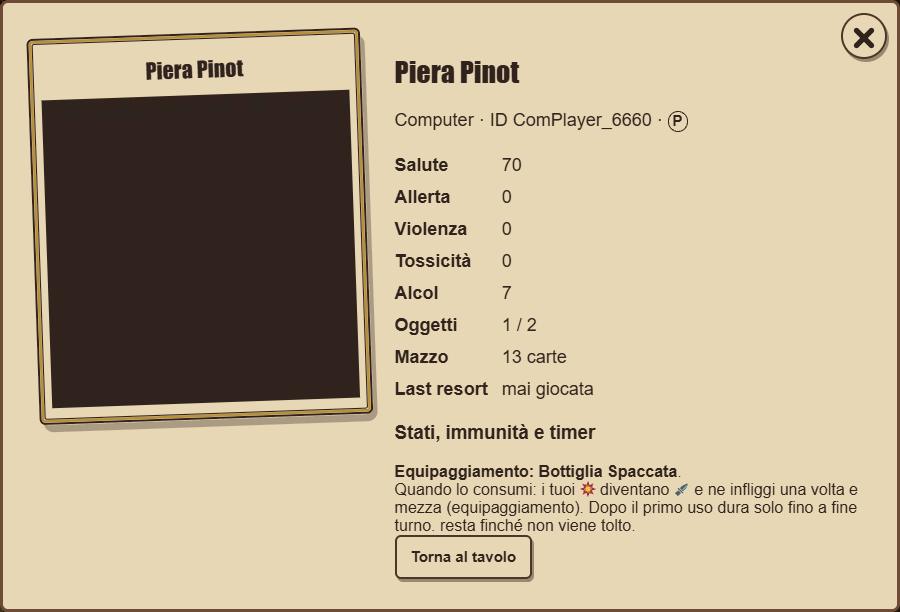 Piera Pinot
Piera Pinot
Computer · ID ComPlayer_6660 · P
Salute 70
Allerta 0
Violenza 0
Tossicità 0
Alcol 7
Oggetti 1 / 2
Mazzo 13 carte
Last resort mai giocata
Stati, immunità e timer
Equipaggiamento: Bottiglia Spaccata.
Quando lo consumi: i tuoi 💥 diventano 🗡️ e ne infliggi una volta e
mezza (equipaggiamento). Dopo il primo uso dura solo fino a fine
turno. resta finché non viene tolto.
Torna al tavolo